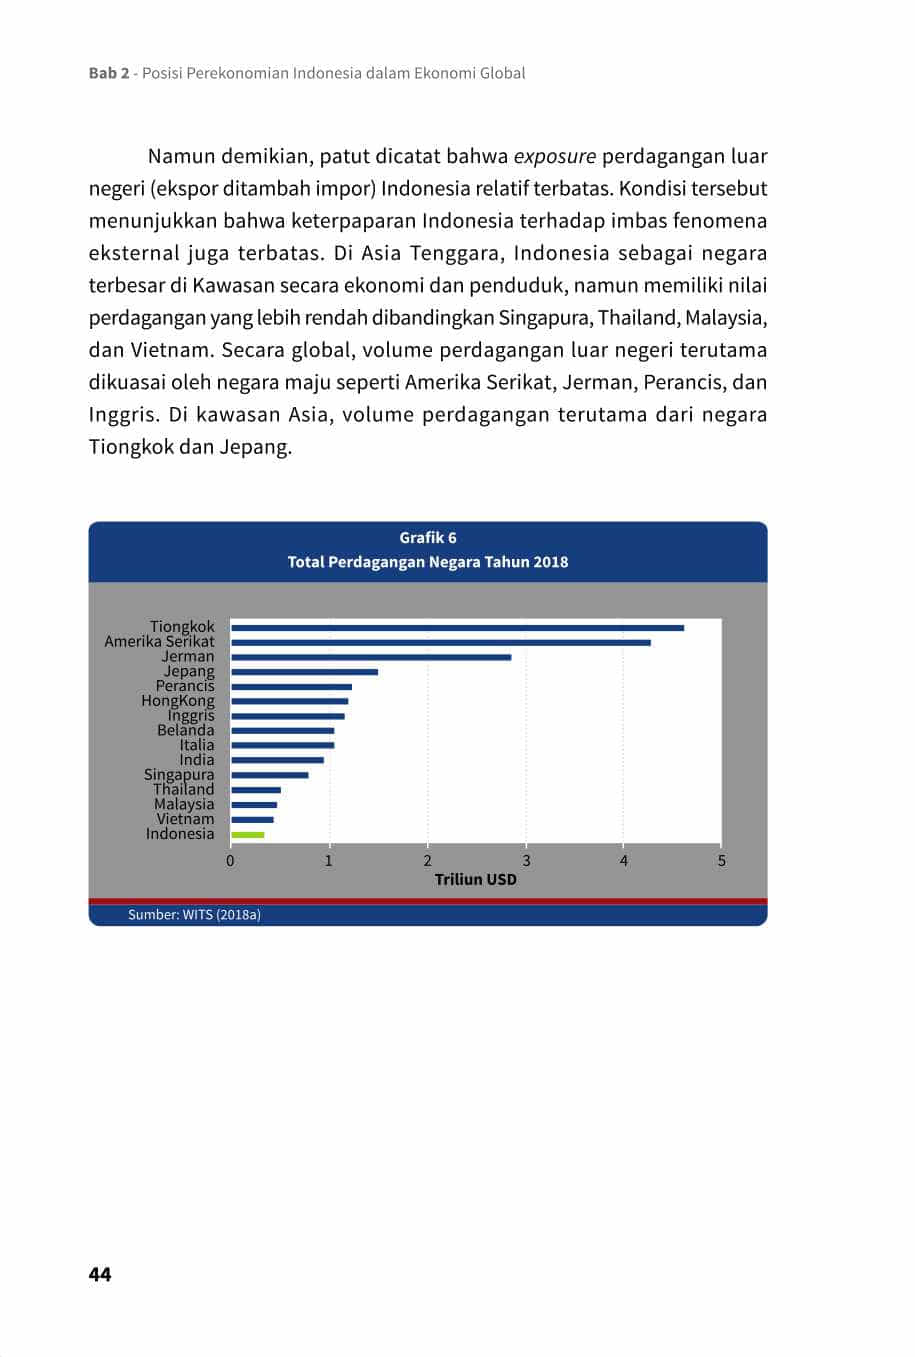 Bab 2 - Posisi Perekonomian Indonesia dalam Ekonomi Global
Namun demikian, patut dicatat bahwa exposure perdagangan luar
negeri (ekspor ditambah impor) Indonesia relatif terbatas. Kondisi tersebut
menunjukkan bahwa keterpaparan Indonesia terhadap imbas fenomena
eksternal juga terbatas. Di Asia Tenggara, Indonesia sebagai negara
terbesar di Kawasan secara ekonomi dan penduduk, namun memiliki nilai
perdagangan yang lebih rendah dibandingkan Singapura, Thailand, Malaysia,
dan Vietnam. Secara global, volume perdagangan luar negeri terutama
dikuasai oleh negara maju seperti Amerika Serikat, Jerman, Perancis, dan
Inggris. Di kawasan Asia, volume perdagangan terutama dari negara
Tiongkok dan Jepang.
Grafik 6
Total Perdagangan Negara Tahun 2018
Tiongkok
Amerika Serikat
Jerman
Jepang
Perancis
HongKong
Inggris
Belanda
Italia
India
Singapura
Thailand
Malaysia
Vietnam
Indonesia
0 1 2 3 4 5
Triliun USD
Sumber: WITS (2018a)
44